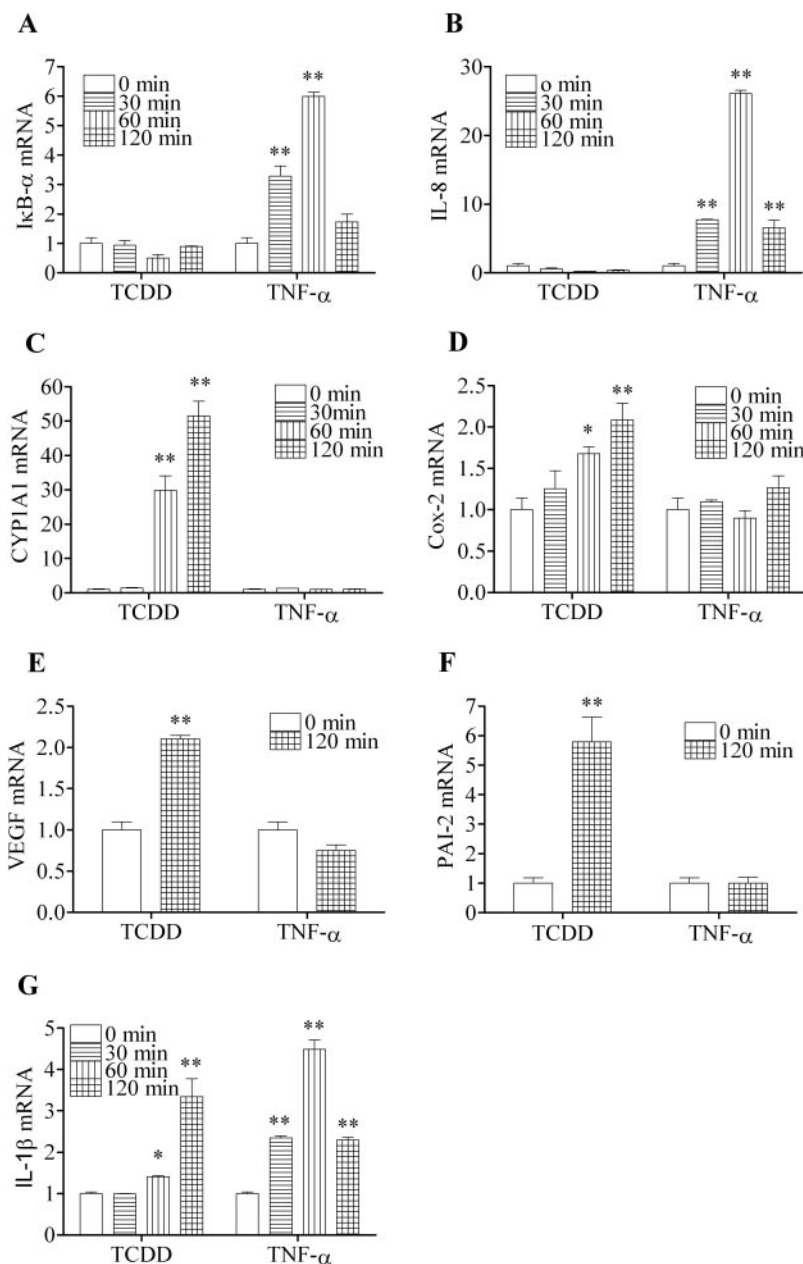 A
IκB-α mRNA
7
6
5
4
3
2
1
0
0 min
30 min
60 min
120 min
**
**
TCDD
TNF-α
B
IL-8 mRNA
30
20
10
0
o min
30 min
60 min
120 min
**
**
**
TCDD
TNF-α
C
CYP1A1 mRNA
60
50
40
30
20
10
0
**
**
0 min
30min
60 min
120 min
TCDD
TNF-α
D
Cox-2 mRNA
2.5
2.0
1.5
1.0
0.5
0.0
*
**
0 min
30 min
60 min
120 min
TCDD
TNF-α
E
VEGF mRNA
2.5
2.0
1.5
1.0
0.5
0.0
**
0 min
120 min
TCDD
TNF-α
F
PAI-2 mRNA
7
6
5
4
3
2
1
0
**
0 min
120 min
TCDD
TNF-α
G
IL-1β mRNA
5
4
3
2
1
0
0 min
30 min
60 min
120 min
*
**
**
**
**
TCDD
TNF-α